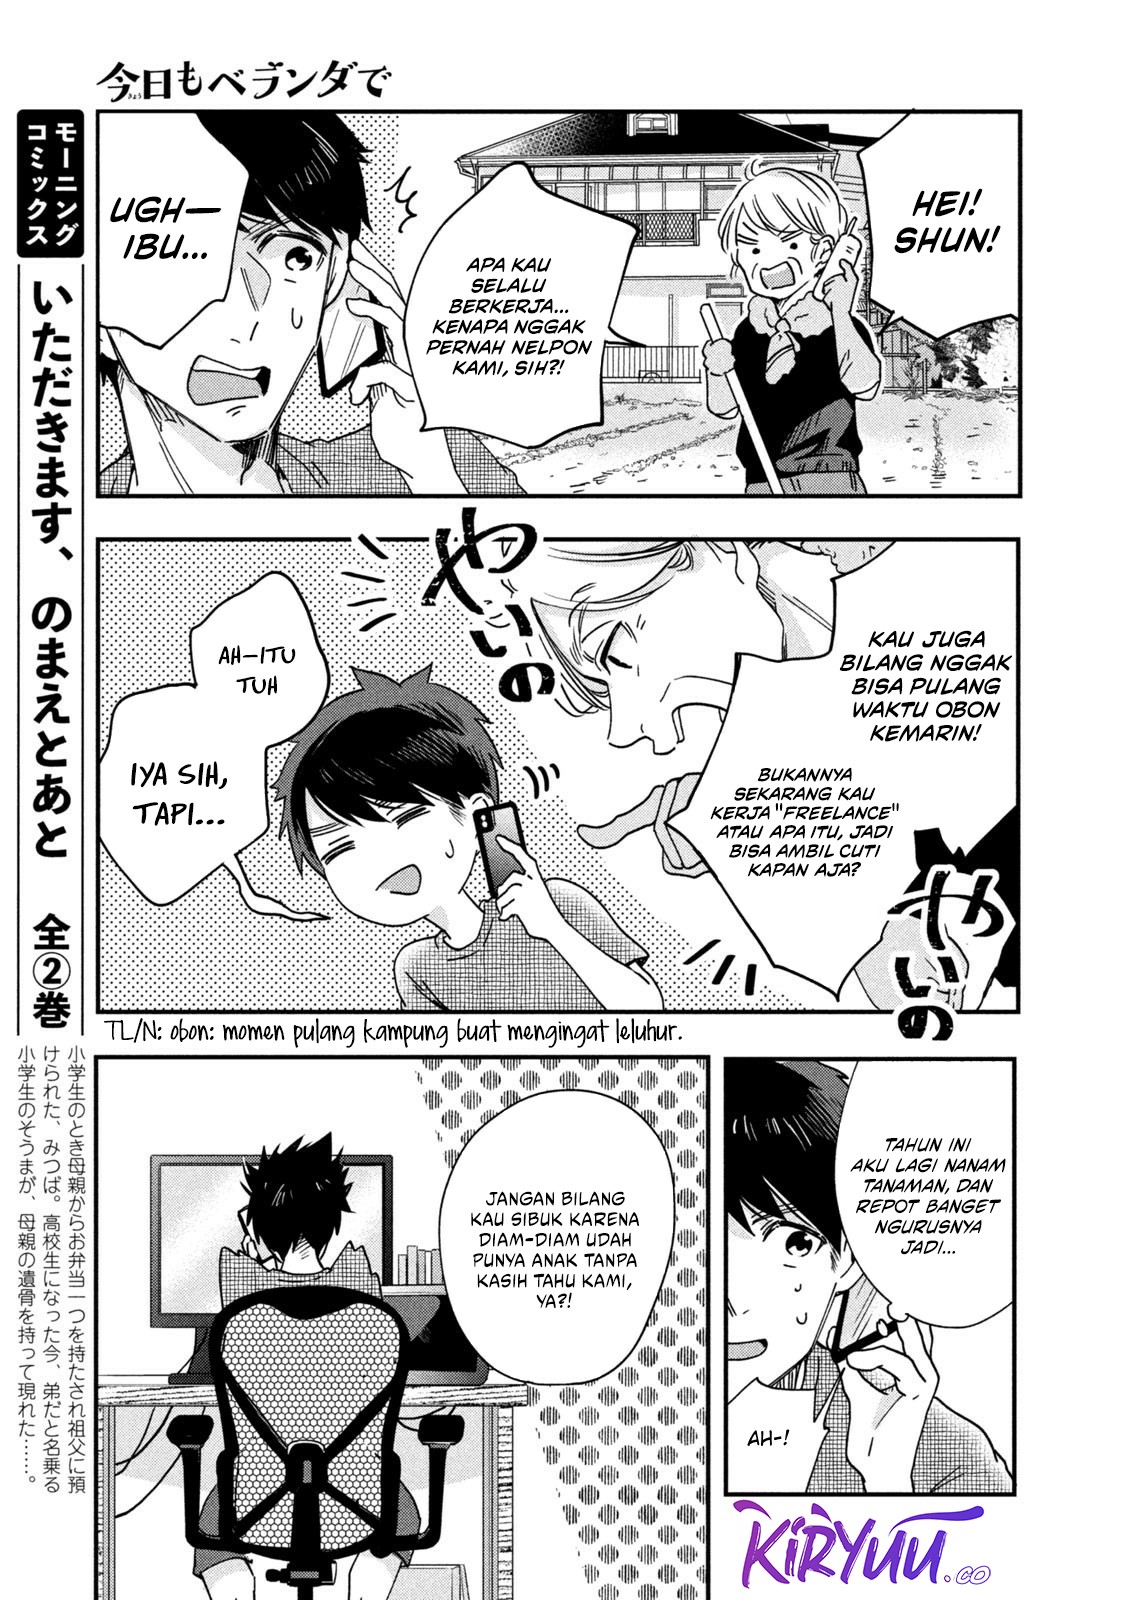 今日もベランダで
きょう
モーニング
コミックス
いただきます、のまえとあと 全②巻
小学生のとき母親からお弁当一つを持たされ祖父に預
けられた、みつば。高校生になった今、弟だと名乗る
小学生のそうまが、母親の遺骨を持って現れた……。
HEI!
SHUN!
APA KAU
SELALU
BERKERJA...
KENAPA NGGAK
PERNAH NELPON
KAMI, SIH?!
UGH—
IBU...
KAU JUGA
BILANG NGGAK
BISA PULANG
WAKTU OBON
KEMARIN!
BUKANNYA
SEKARANG KAU
KERJA "FREELANCE"
ATAU APA ITU, JADI
BISA AMBIL CUTI
KAPAN AJA?
やいの
やいの
AH-ITU
TUH
IYA SIH,
TAPI...
TL/N: obon: momen pulang kampung buat mengingat leluhur.
TAHUN INI
AKU LAGI NANAM
TANAMAN, DAN
REPOT BANGET
NGURUSNYA
JADI...
AH-!
JANGAN BILANG
KAU SIBUK KARENA
DIAM-DIAM UDAH
PUNYA ANAK TANPA
KASIH TAHU KAMI,
YA?!
KIRYUU.CO